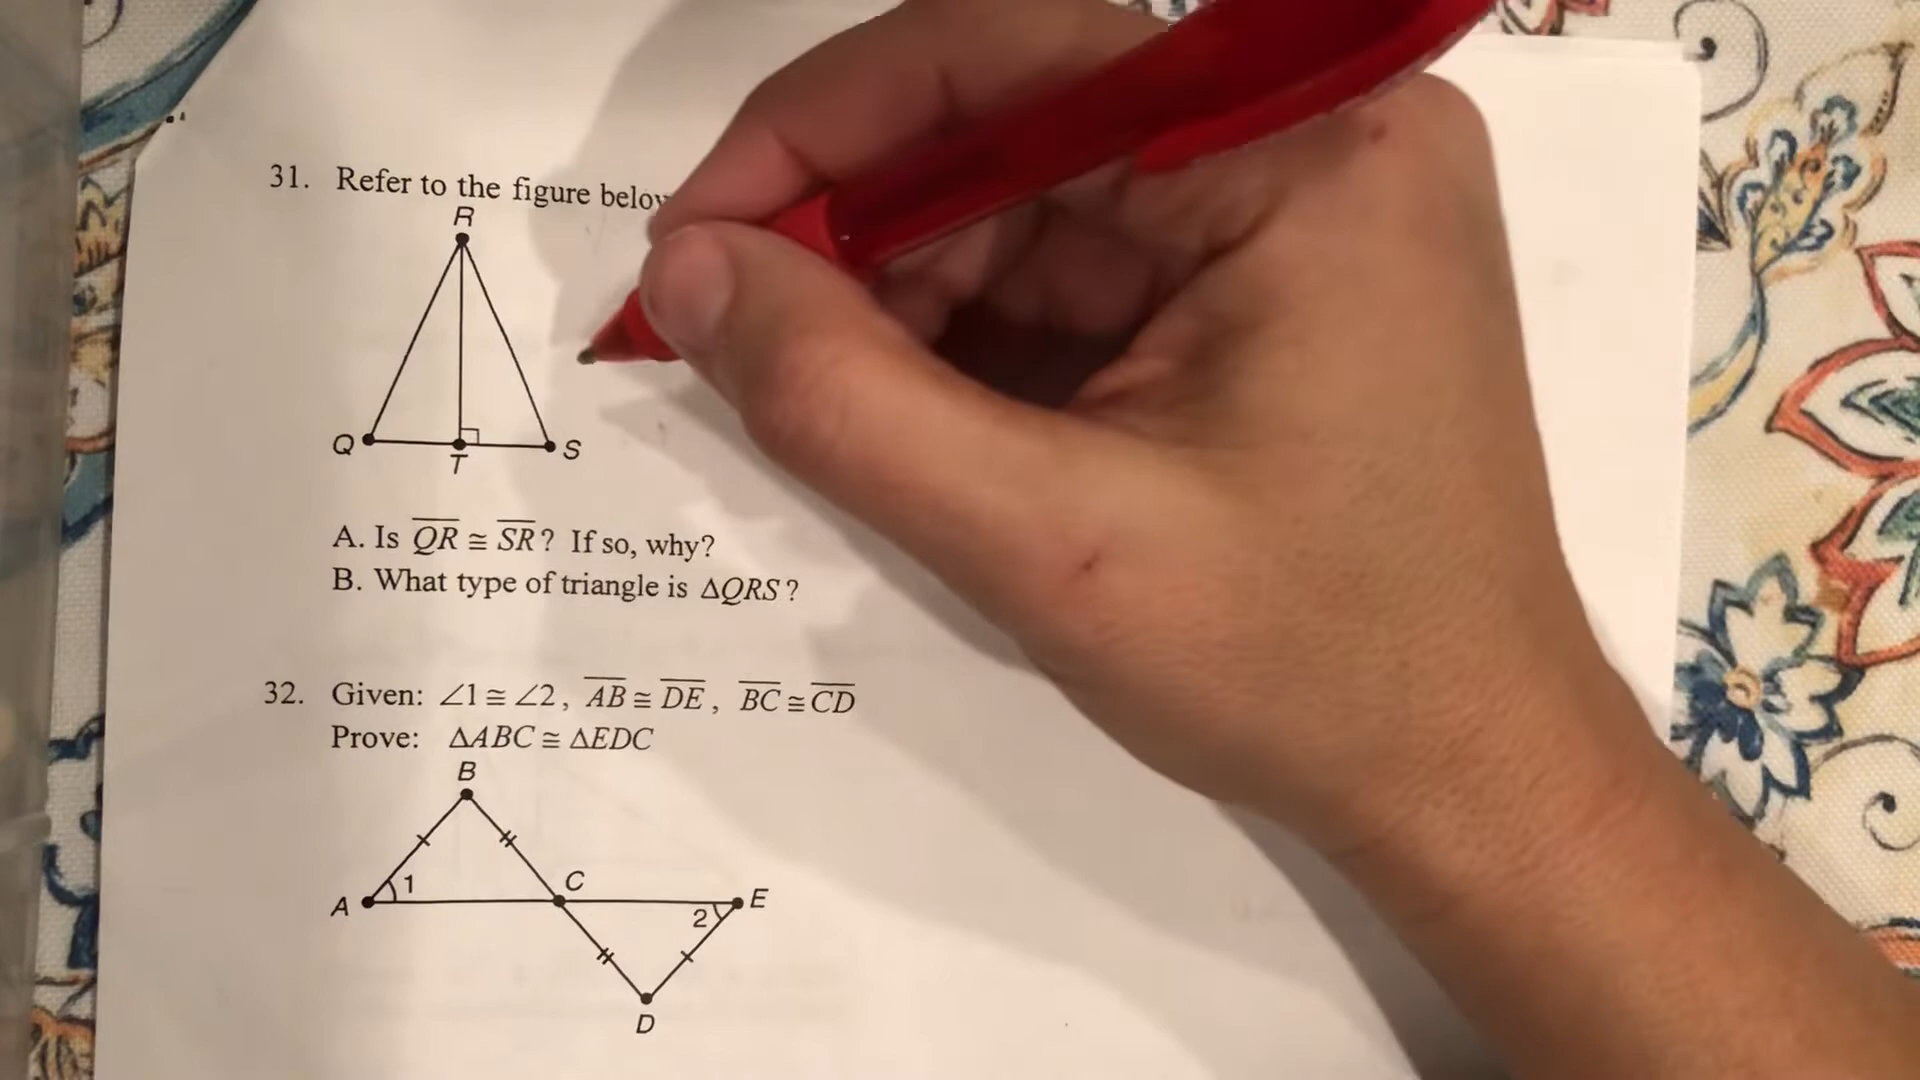 31. Refer to the figure
R
Q
T
S
A. Is QR ≅ SR? If so, why?
B. What type of triangle is ΔQRS?
32. Given: ∠1 ≅ ∠2, AB ≅ DE, BC ≅ CD
Prove: ΔABC ≅ ΔEDC
B
A
1
C
2
E
D